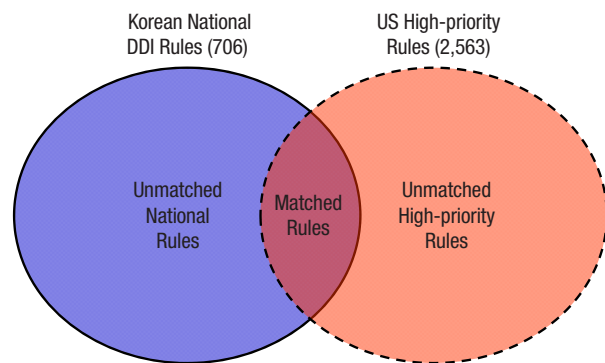 Korean National
DDI Rules (706)
US High-priority
Rules (2,563)
Unmatched
National
Rules
Matched
Rules
Unmatched
High-priority
Rules